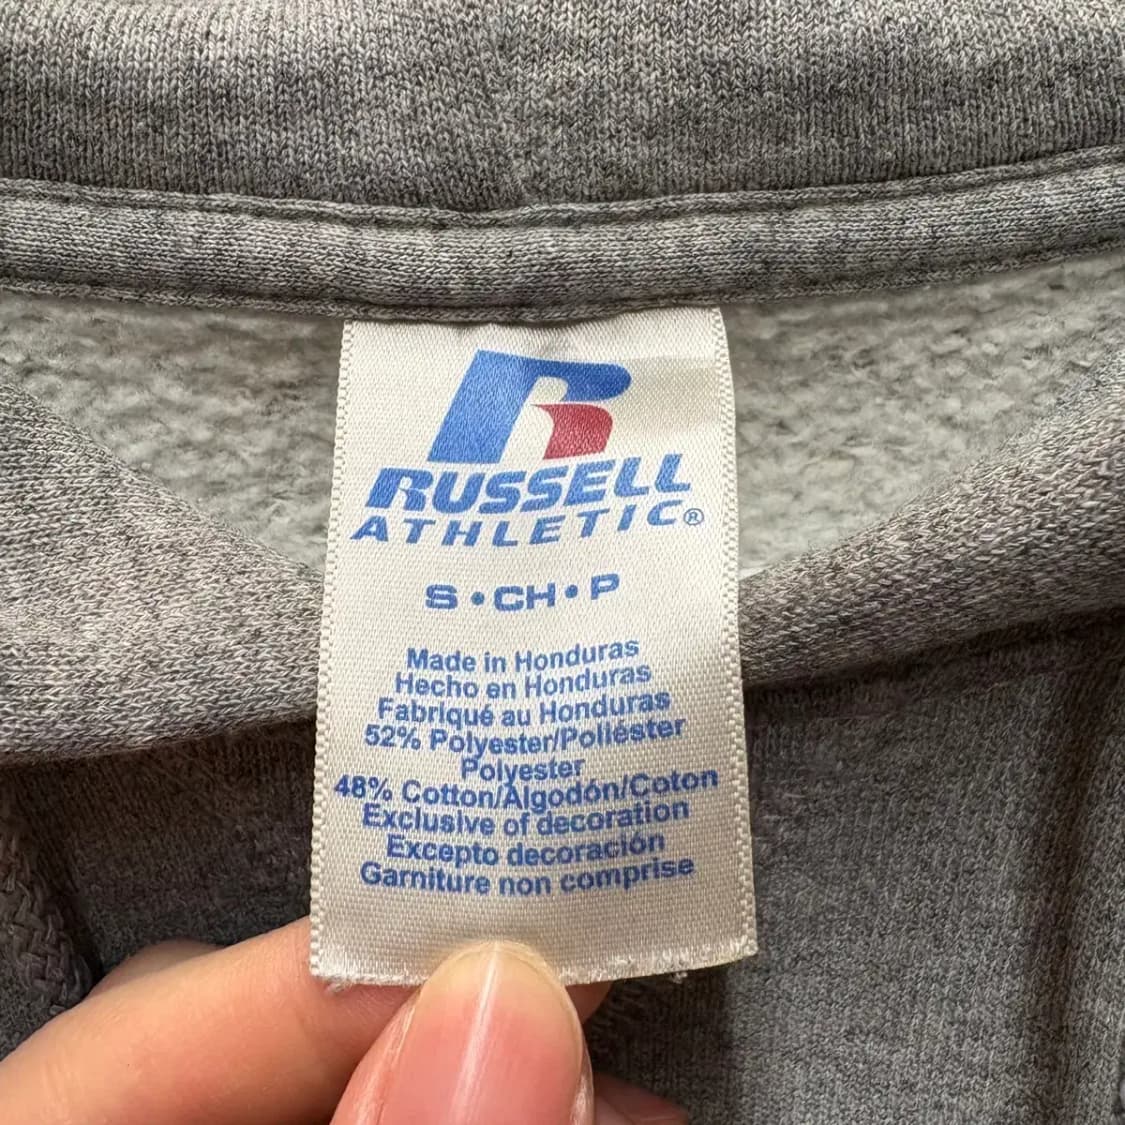 RUSSELL
ATHLETIC®
S•CH•P
Made in Honduras
Hecho en Honduras
Fabriqué au Honduras
52% Polyester/Poliéster
Polyester
48% Cotton/Algodón/Coton
Exclusive of decoration
Excepto decoración
Garniture non comprise